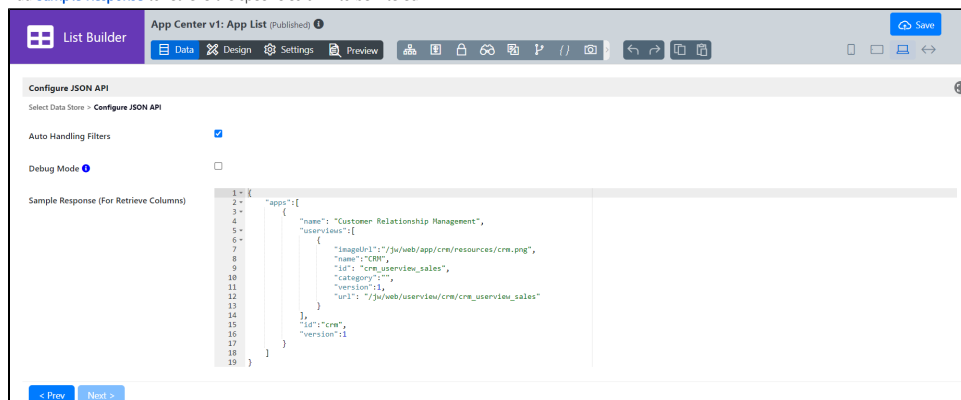 App Center v1: App List (Published)
List Builder
Data Design Settings Preview
Save
Configure JSON API
Select Data Store > Configure JSON API
Auto Handling Filters
Debug Mode
Sample Response (For Retrieve Columns)
1 {
2 "apps":[
3 {
4 "name": "Customer Relationship Management",
5 "userviews":[
6 {
7 "imageUrl":"/jw/web/app/crm/resources/crm.png",
8 "name":"CRM",
9 "id": "crm_userview_sales",
10 "category":"",
11 "version":1,
12 "url": "/jw/web/userview/crm/crm_userview_sales"
13 }
14 ],
15 "id":"crm",
16 "version":1
17 }
18 ]
19 }
< Prev Next >